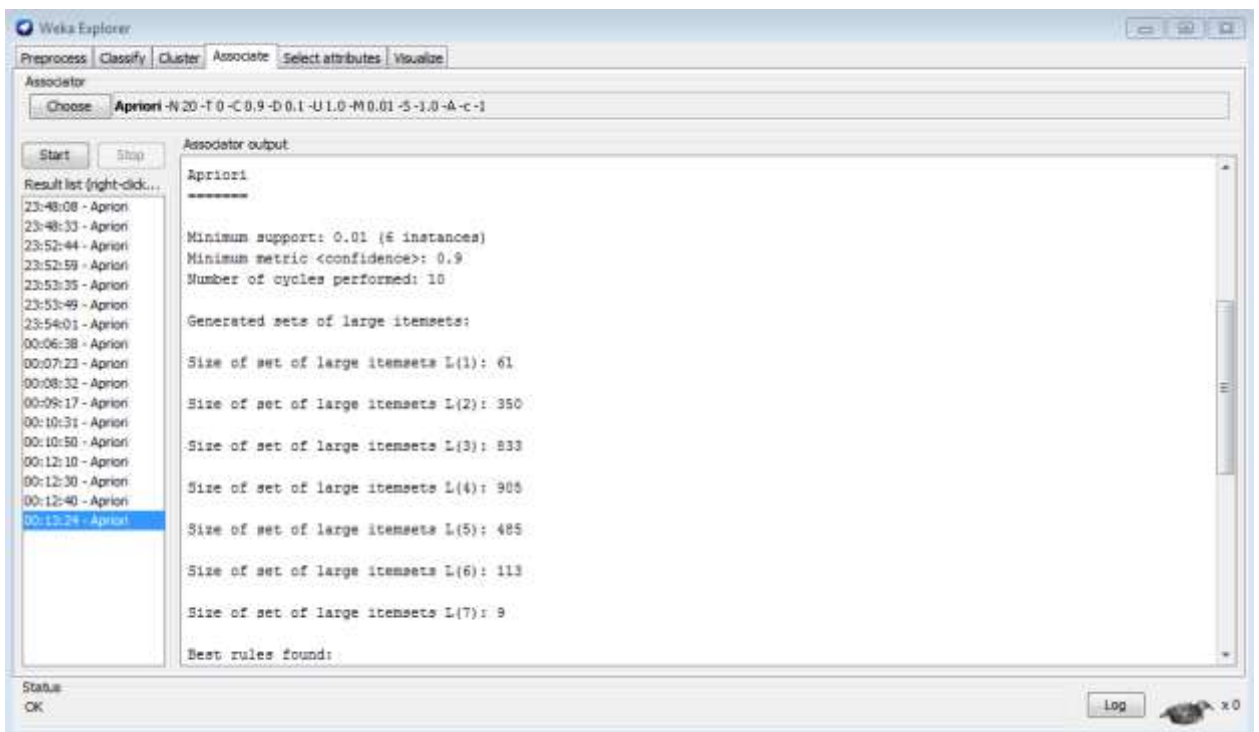 Weka Explorer
Preprocess Classify Cluster Associate Select attributes Visualize
Associator
Choose Apriori -N 20 -T 0 -C 0.9 -D 0.1 -U 1.0 -M 0.01 -S -1.0 -A -c -1
Start Stop
Result list (right-click...
23:48:08 - Apriori
23:48:33 - Apriori
23:52:44 - Apriori
23:52:59 - Apriori
23:53:35 - Apriori
23:53:49 - Apriori
23:54:01 - Apriori
00:06:38 - Apriori
00:07:23 - Apriori
00:08:32 - Apriori
00:09:17 - Apriori
00:10:31 - Apriori
00:10:50 - Apriori
00:12:10 - Apriori
00:12:30 - Apriori
00:12:40 - Apriori
00:13:24 - Apriori
Associator output
Apriori
=======
Minimum support: 0.01 (6 instances)
Minimum metric <confidence>: 0.9
Number of cycles performed: 10
Generated sets of large itemsets:
Size of set of large itemsets L(1): 61
Size of set of large itemsets L(2): 350
Size of set of large itemsets L(3): 833
Size of set of large itemsets L(4): 905
Size of set of large itemsets L(5): 485
Size of set of large itemsets L(6): 113
Size of set of large itemsets L(7): 9
Best rules found:
Status
OK
Log x 0